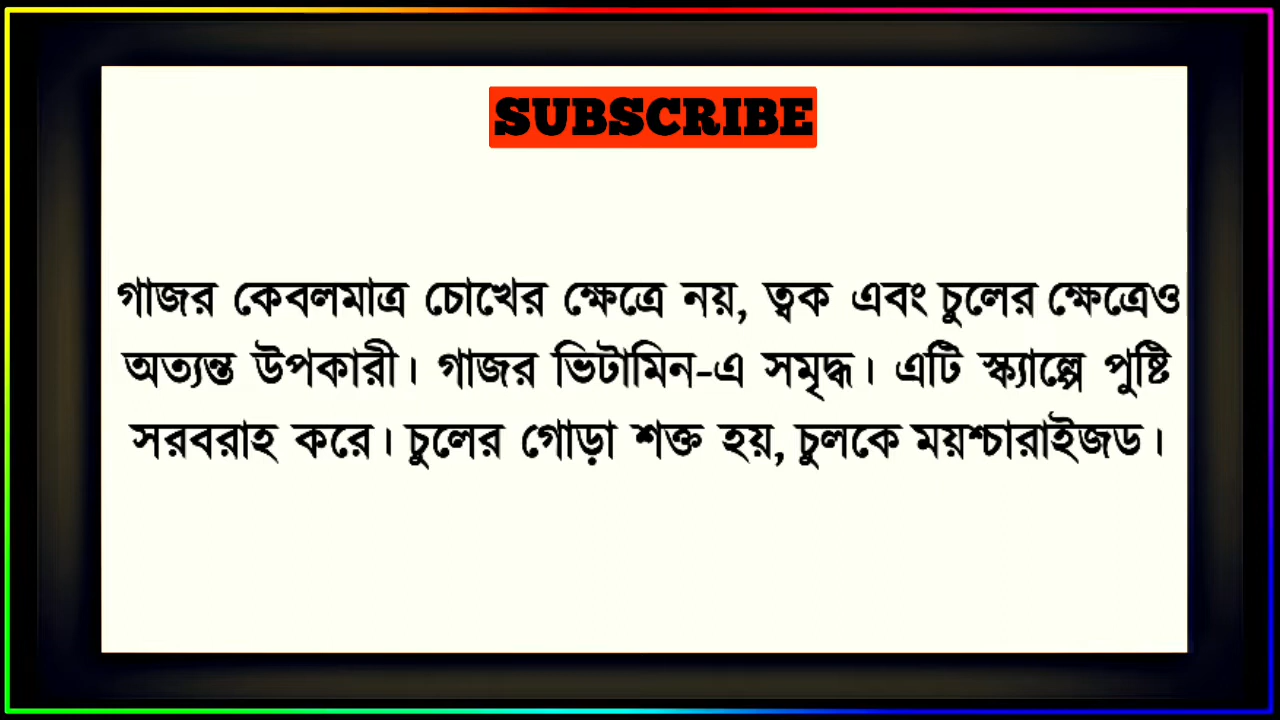 SUBSCRIBE
গাজর কেবলমাত্র চোখের ক্ষেত্রে নয়, ত্বক এবং চুলের ক্ষেত্রেও
অত্যন্ত উপকারী। গাজর ভিটামিন-এ সমৃদ্ধ। এটি স্ক্যাল্পে পুষ্টি
সরবরাহ করে। চুলের গোড়া শক্ত হয়, চুলকে ময়শ্চারাইজড।